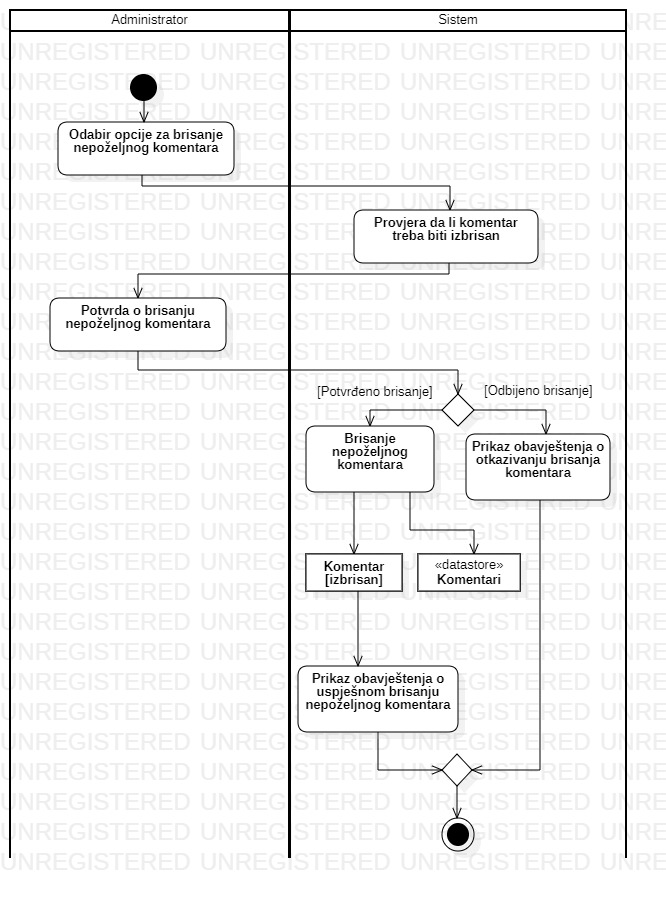 Administrator
Sistem
Odabir opcije za brisanje
nepoželjnog komentara
Provjera da li komentar
treba biti izbrisan
Potvrda o brisanju
nepoželjnog komentara
[Potvrđeno brisanje]
[Odbijeno brisanje]
Brisanje
nepoželjnog
komentara
Prikaz obavještenja o
otkazivanju brisanja
komentara
Komentar
[izbrisan]
«datastore»
Komentari
Prikaz obavještenja o
uspješnom brisanju
nepoželjnog komentara
UNREGISTERED